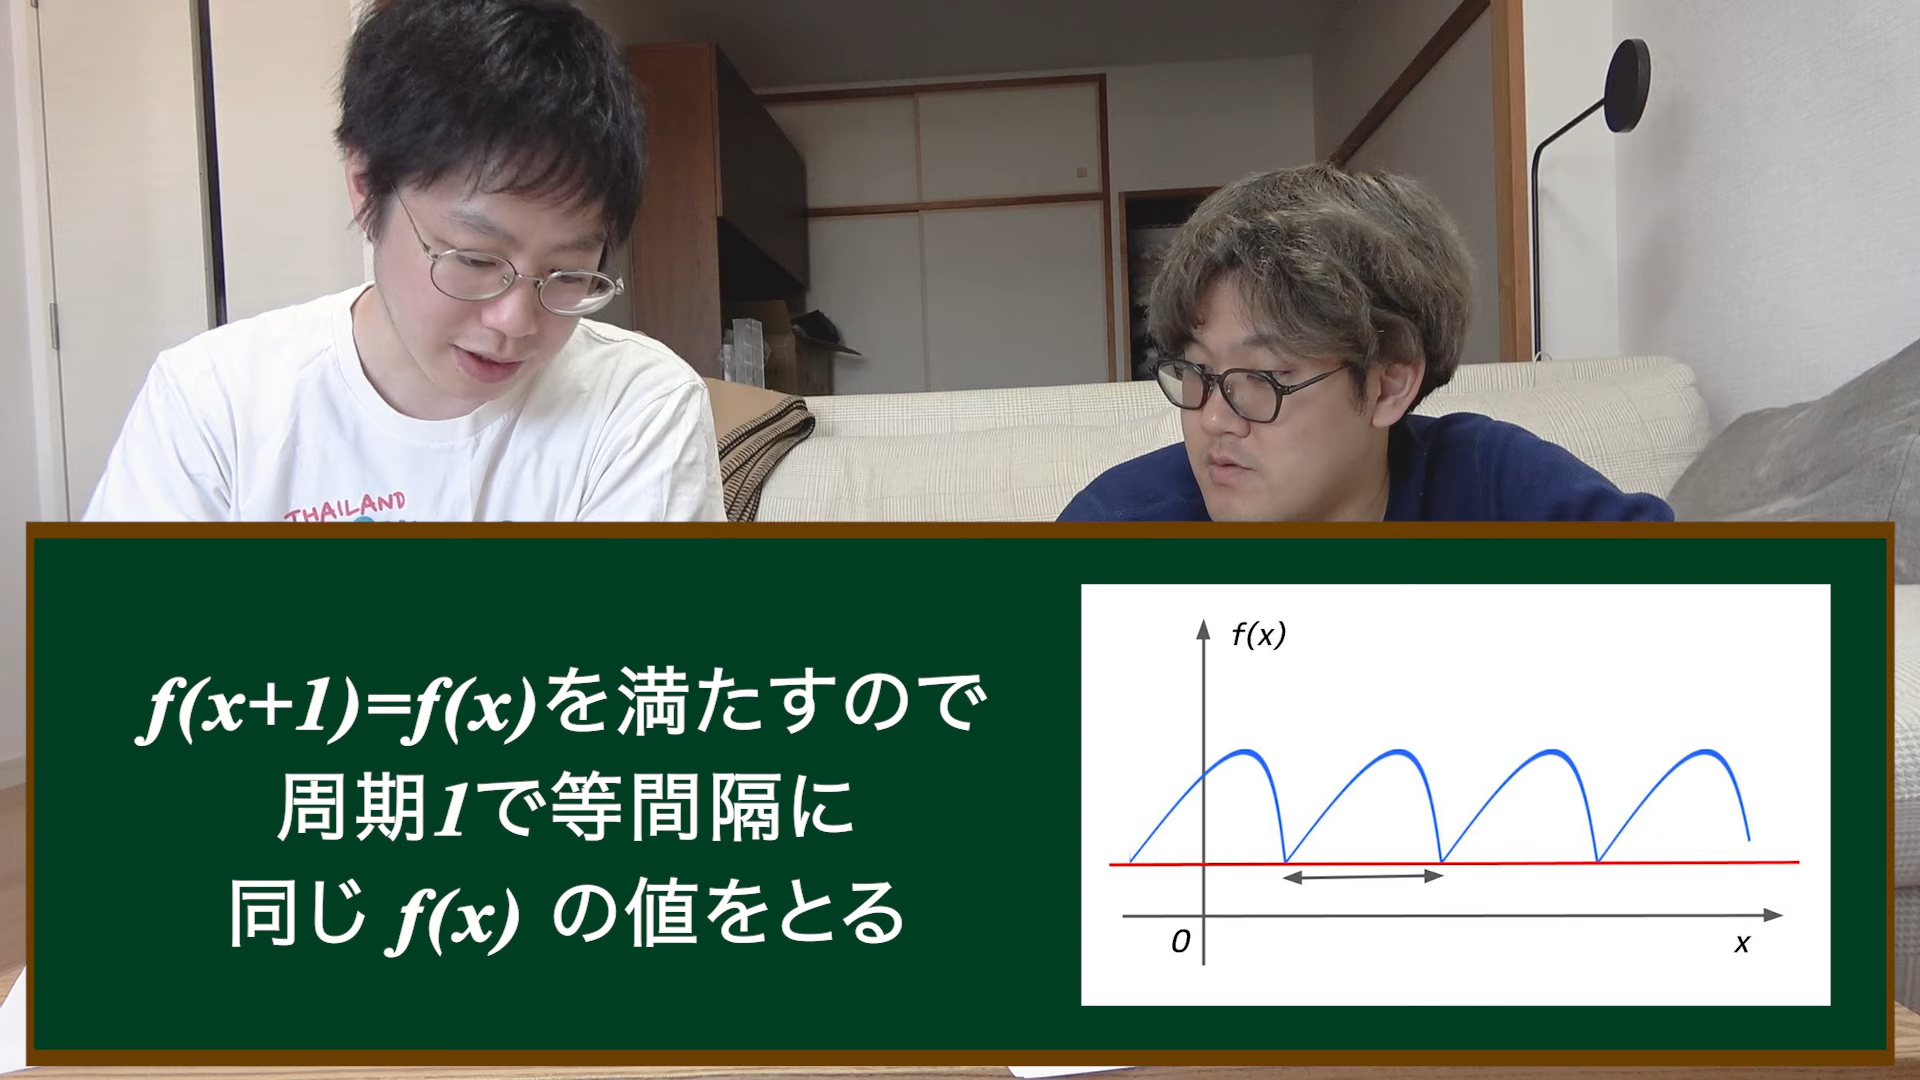 THAILAND
f(x+1)=f(x)を満たすので
周期1で等間隔に
同じ f(x) の値をとる
f(x)
0
x